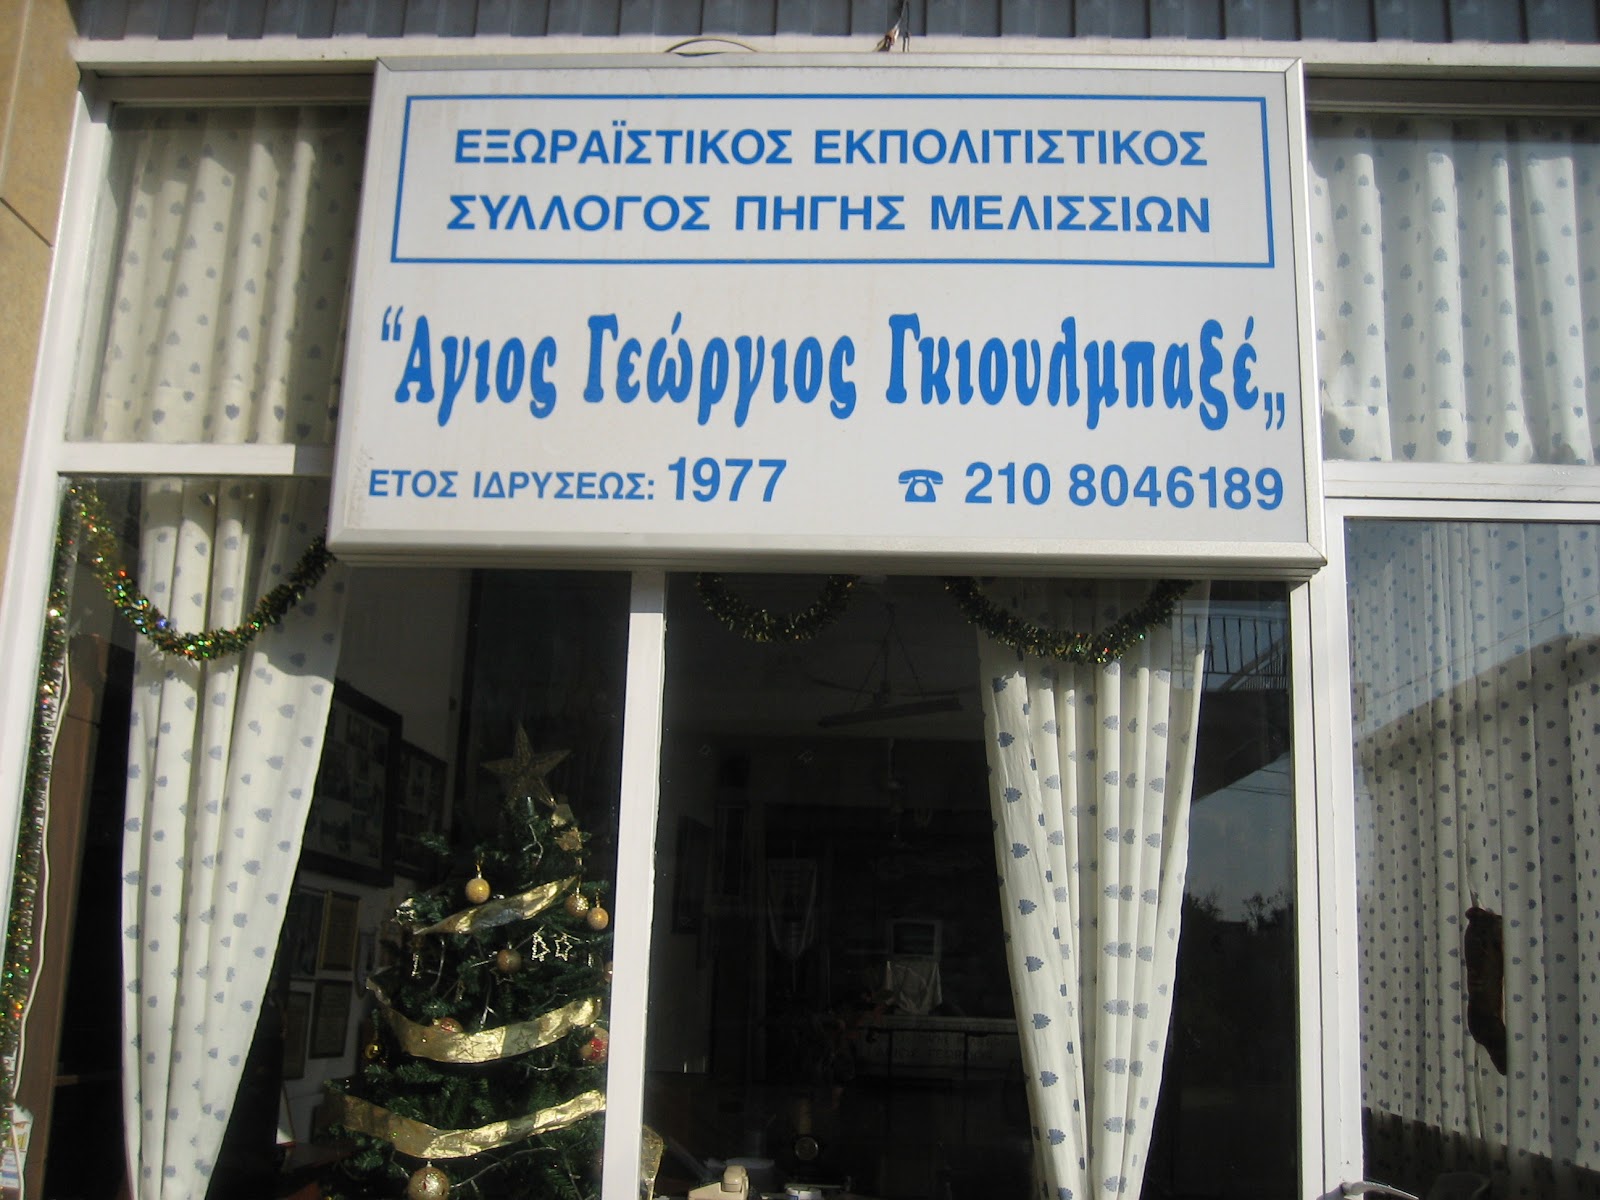 ΕΞΩΡΑΪΣΤΙΚΟΣ ΕΚΠΟΛΙΤΙΣΤΙΚΟΣ
ΣΥΛΛΟΓΟΣ ΠΗΓΗΣ ΜΕΛΙΣΣΙΩΝ
“Αγιος Γεώργιος Γκιουλμπαξέ„
ΕΤΟΣ ΙΔΡΥΣΕΩΣ: 1977 ☎ 210 8046189